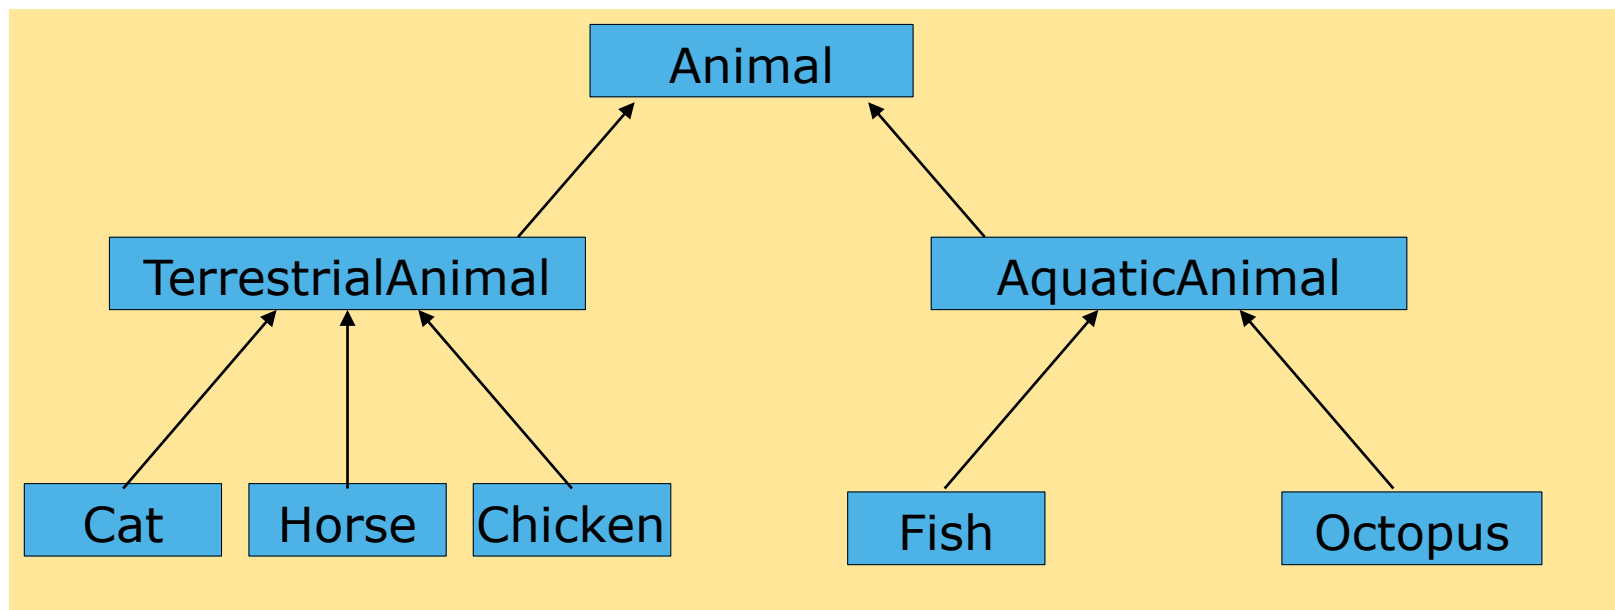 Animal
TerrestrialAnimal
AquaticAnimal
Cat
Horse
Chicken
Fish
Octopus